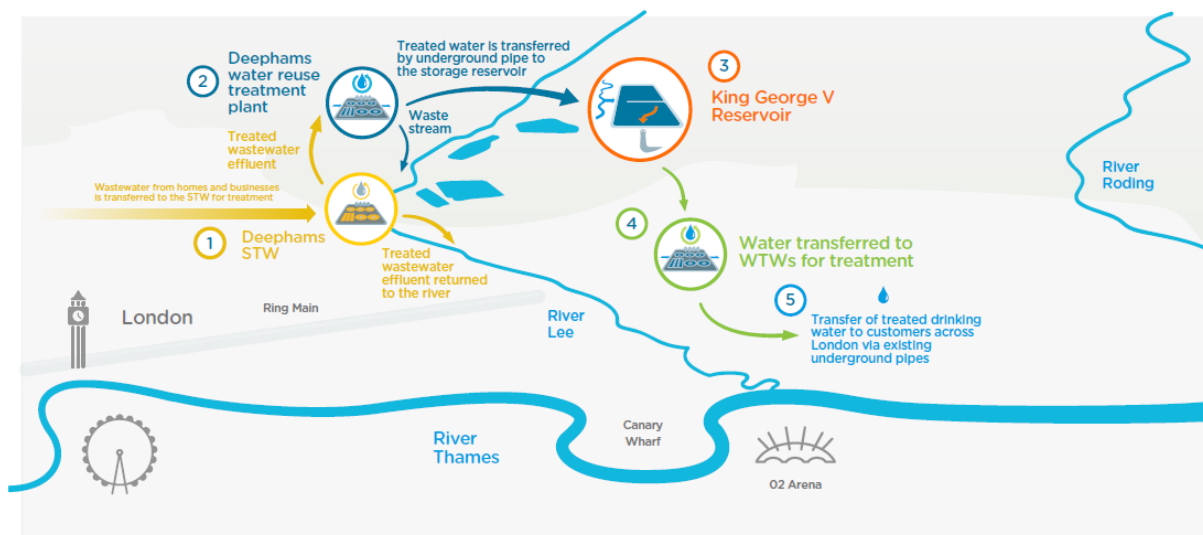 2
Deephams
water reuse
treatment
plant
Treated water is transferred
by underground pipe to
the storage reservoir
3
King George V
Reservoir
Waste
stream
Treated
wastewater
effluent
River
Roding
Wastewater from homes and businesses
is transferred to the STW for treatment
1
Deephams
STW
Treated
wastewater
effluent returned
to the river
4
Water transferred to
WTWs for treatment
5
Transfer of treated drinking
water to customers across
London via existing
underground pipes
London
Ring Main
River
Lee
River
Thames
Canary
Wharf
02 Arena